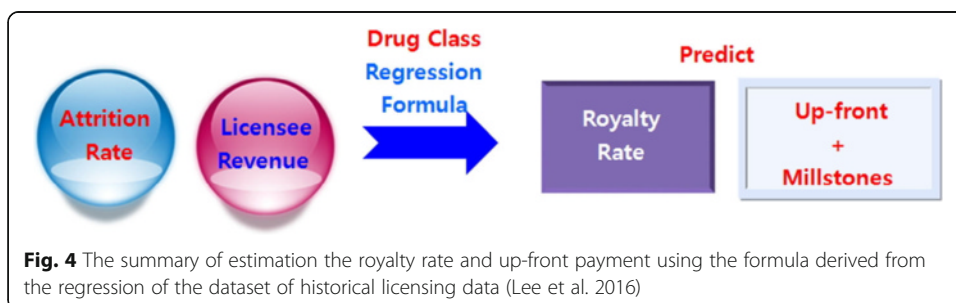 Attrition
Rate
Licensee
Revenue
Drug Class
Regression
Formula
Predict
Royalty
Rate
Up-front
+
Millstones
Fig. 4 The summary of estimation the royalty rate and up-front payment using the formula derived from
the regression of the dataset of historical licensing data (Lee et al. 2016)